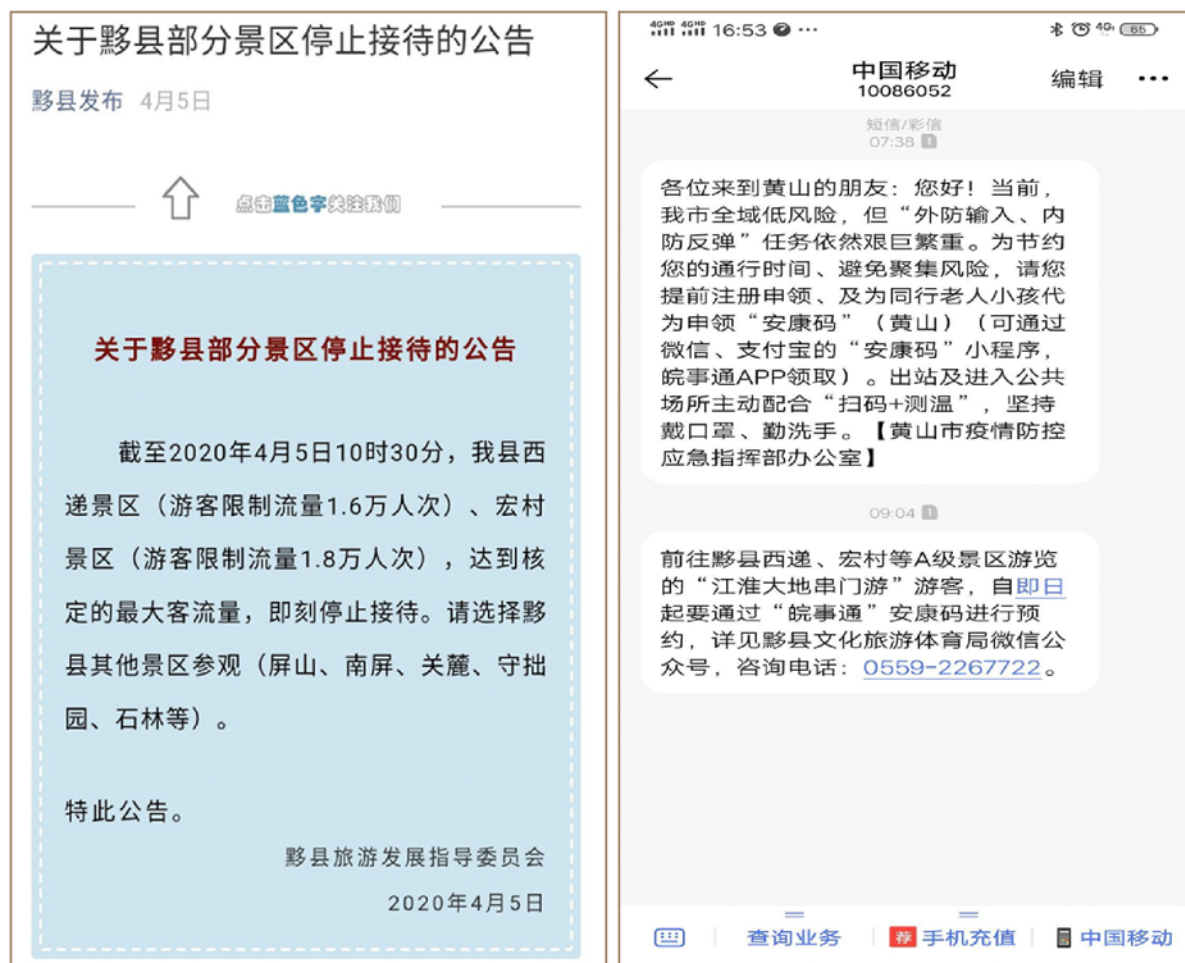 关于黟县部分景区停止接待的公告
黟县发布 4月5日
点击蓝色字关注我们
关于黟县部分景区停止接待的公告
截至2020年4月5日10时30分，我县西
递景区（游客限制流量1.6万人次）、宏村
景区（游客限制流量1.8万人次），达到核
定的最大客流量，即刻停止接待。请选择黟
县其他景区参观（屏山、南屏、关麓、守拙
园、石林等）。
特此公告。
黟县旅游发展指导委员会
2020年4月5日
4GHD 4GHD 16:53 ··· 4G 65
中国移动
10086052
编辑
短信/彩信
07:38 1
各位来到黄山的朋友：您好！当前，
我市全域低风险，但“外防输入、内
防反弹”任务依然艰巨繁重。为节约
您的通行时间、避免聚集风险，请您
提前注册申领、及为同行老人小孩代
为申领“安康码”（黄山）（可通过
微信、支付宝的“安康码”小程序，
皖事通APP领取）。出站及进入公共
场所主动配合“扫码+测温”，坚持
戴口罩、勤洗手。【黄山市疫情防控
应急指挥部办公室】
09:04 1
前往黟县西递、宏村等A级景区游览
的“江淮大地串门游”游客，自即日
起要通过“皖事通”安康码进行预
约，详见黟县文化旅游体育局微信公
众号，咨询电话：0559-2267722。
查询业务 荐 手机充值 中国移动